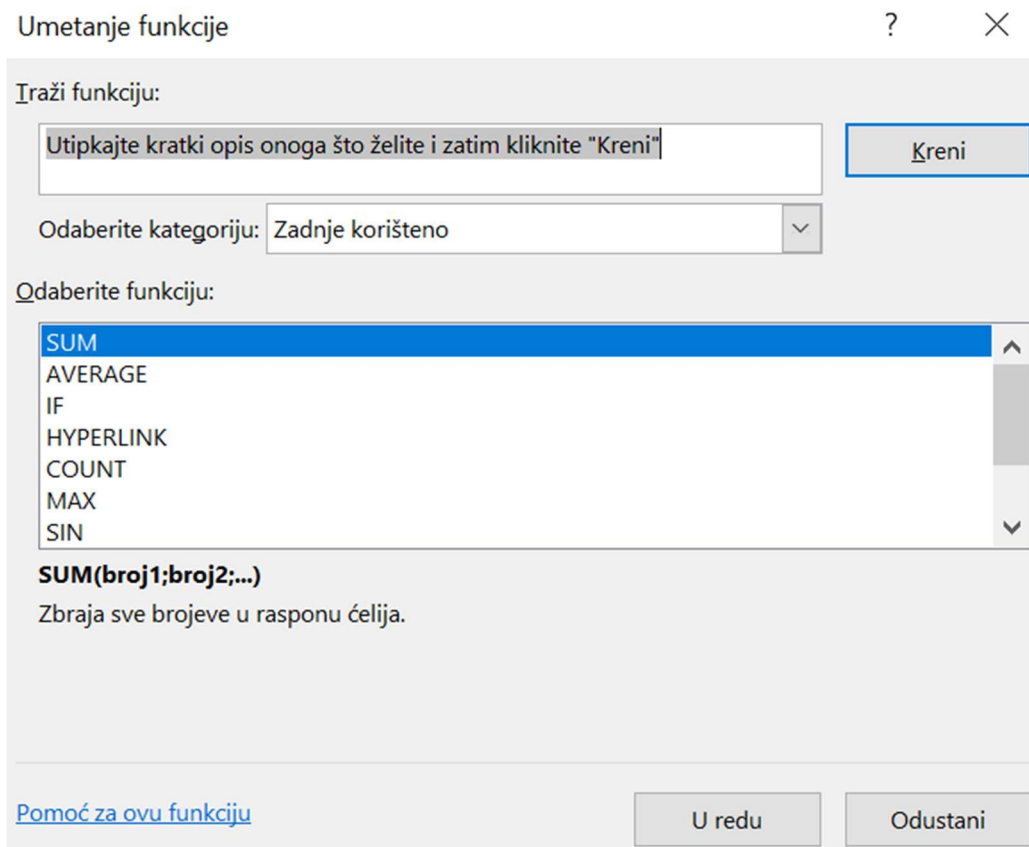 Umetanje funkcije ?
Traži funkciju:
Utipkajte kratki opis onoga što želite i zatim kliknite "Kreni"
Kreni
Odaberite kategoriju: Zadnje korišteno
Odaberite funkciju:
SUM
AVERAGE
IF
HYPERLINK
COUNT
MAX
SIN
SUM(broj1;broj2;...)
Zbraja sve brojeve u rasponu ćelija.
Pomoć za ovu funkciju
U redu
Odustani